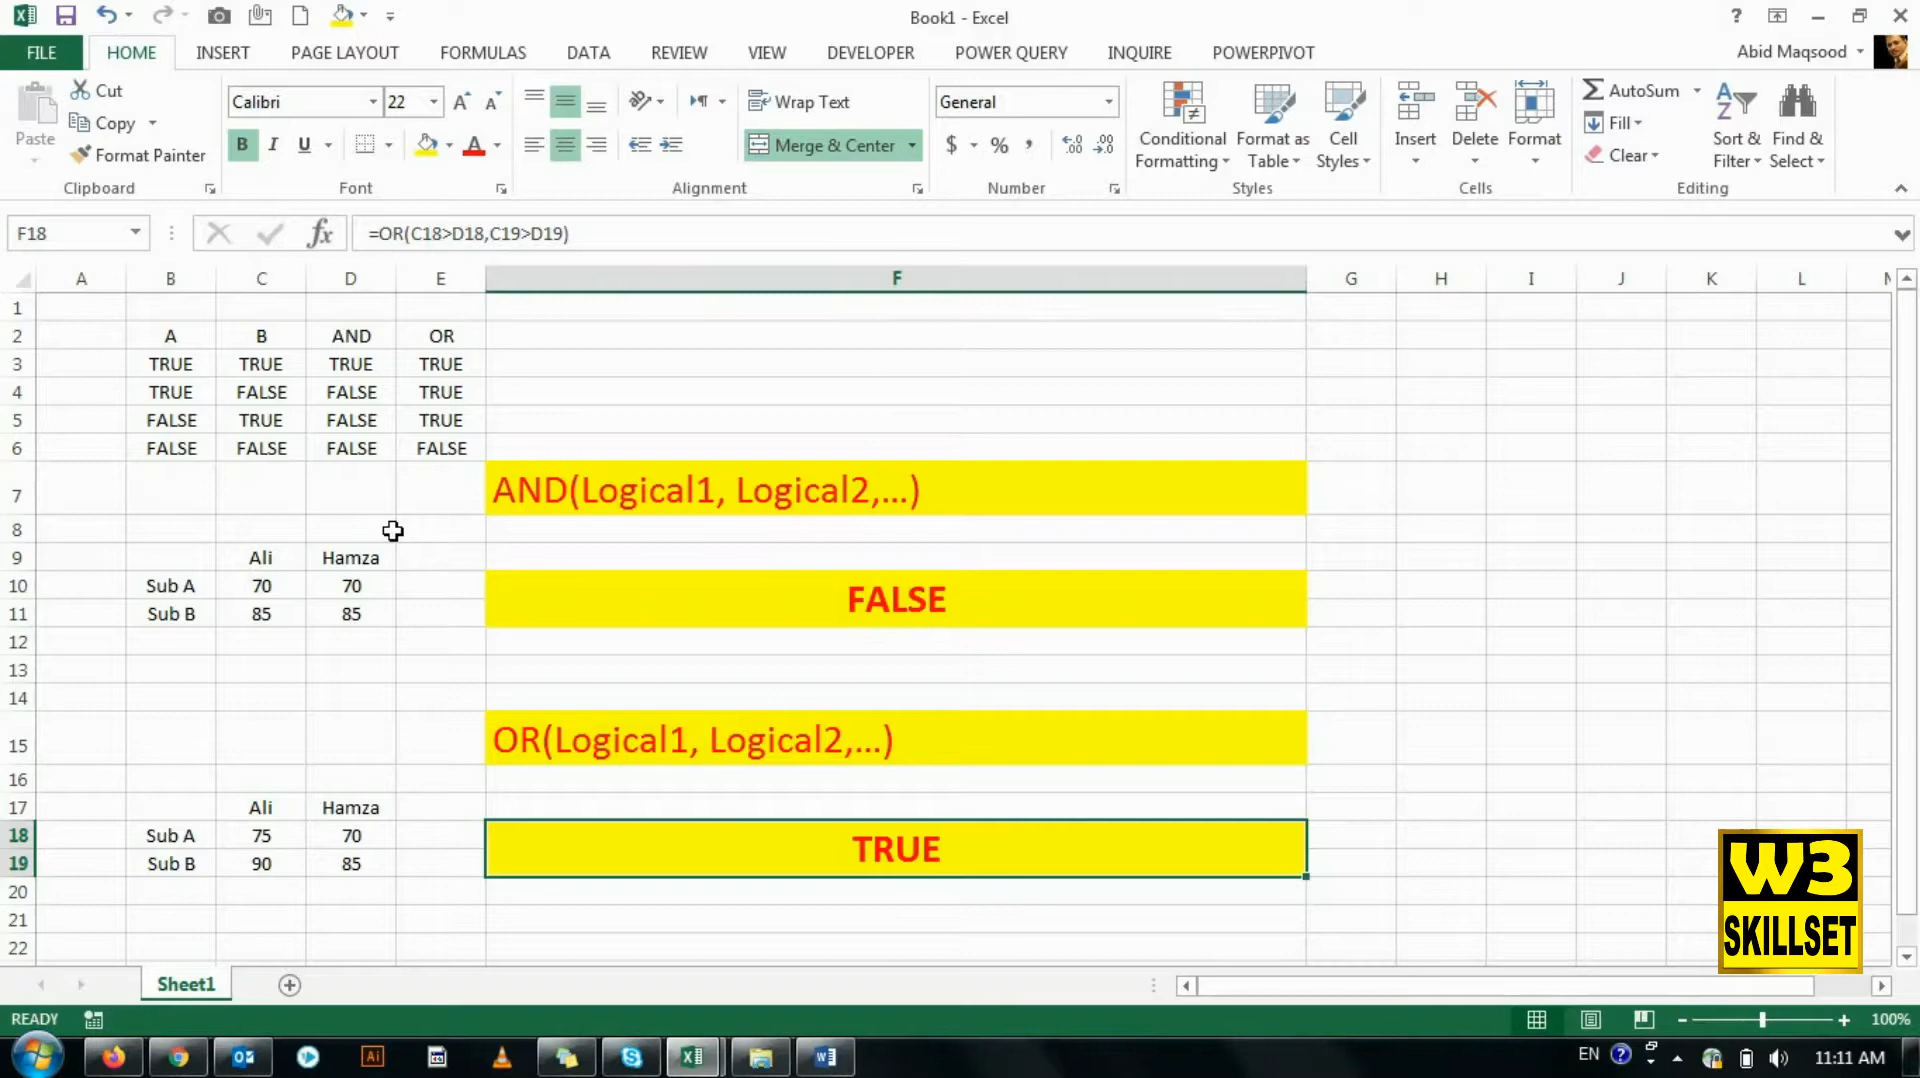 Book1 - Excel
?
FILE HOME INSERT PAGE LAYOUT FORMULAS DATA REVIEW VIEW DEVELOPER POWER QUERY INQUIRE POWERPIVOT Abid Maqsood
Paste Cut Copy Format Painter
Calibri 22
B I U A
Wrap Text
Merge & Center
General
$ % ,
Conditional Formatting Format as Table Cell Styles
Insert Delete Format
AutoSum Fill Clear Sort & Filter Find & Select
Clipboard Font Alignment Number Styles Cells Editing
F18 fx =OR(C18>D18,C19>D19)
A B C D E F G H I J K L
1
2 A B AND OR
3 TRUE TRUE TRUE TRUE
4 TRUE FALSE FALSE TRUE
5 FALSE TRUE FALSE TRUE
6 FALSE FALSE FALSE FALSE
7 AND(Logical1, Logical2,...)
8
9 Ali Hamza
10 Sub A 70 70 FALSE
11 Sub B 85 85
12
13
14
15 OR(Logical1, Logical2,...)
16
17 Ali Hamza
18 Sub A 75 70 TRUE
19 Sub B 90 85
20
21
22
W3
SKILLSET
Sheet1
READY 100%
EN 11:11 AM